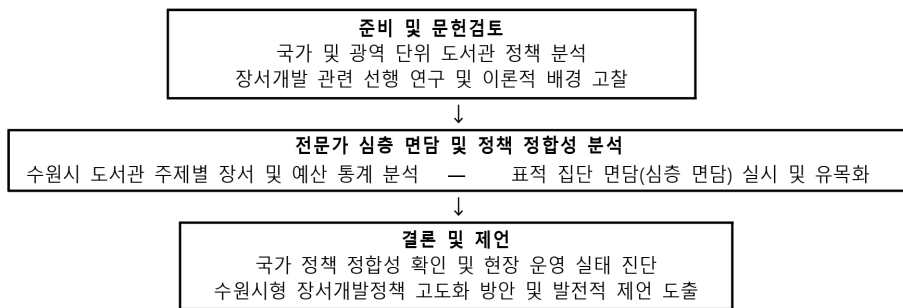 준비 및 문헌검토
국가 및 광역 단위 도서관 정책 분석
장서개발 관련 선행 연구 및 이론적 배경 고찰
↓
전문가 심층 면담 및 정책 정합성 분석
수원시 도서관 주제별 장서 및 예산 통계 분석 — 표적 집단 면담(심층 면담) 실시 및 유목화
↓
결론 및 제언
국가 정책 정합성 확인 및 현장 운영 실태 진단
수원시형 장서개발정책 고도화 방안 및 발전적 제언 도출